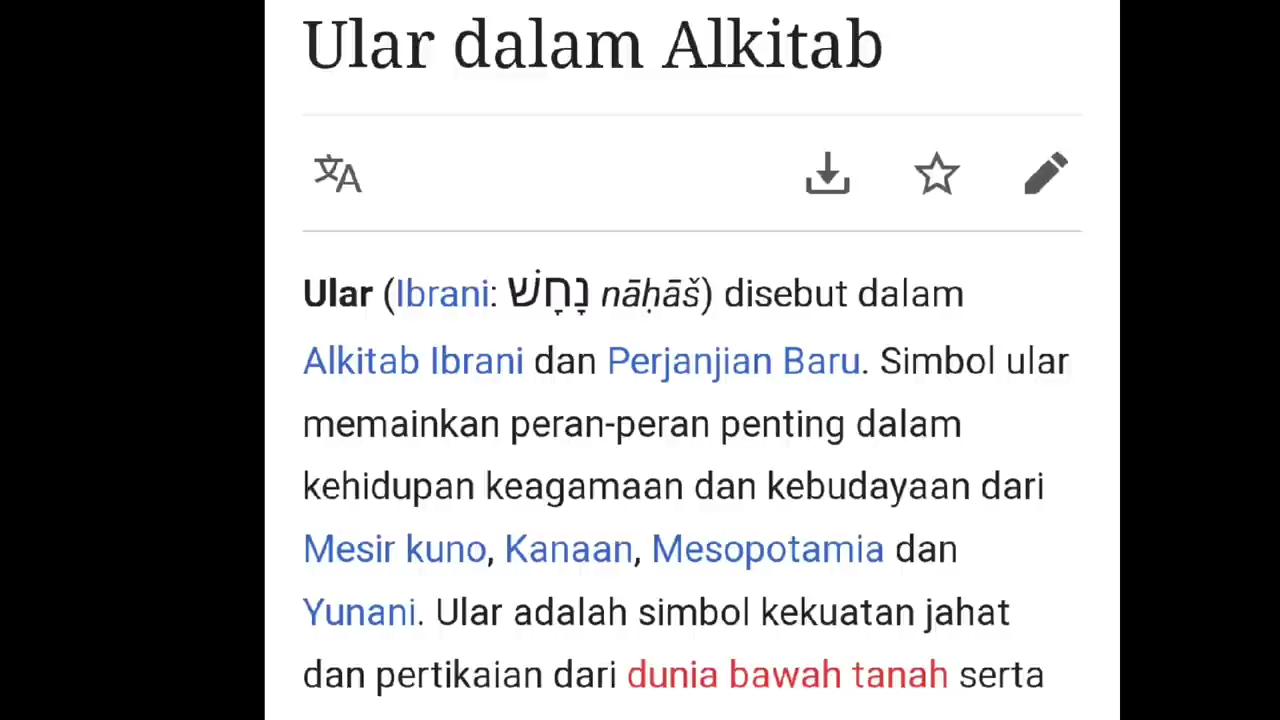 Ular dalam Alkitab
Ular (Ibrani: נָחָשׁ nāḥāš) disebut dalam
Alkitab Ibrani dan Perjanjian Baru. Simbol ular
memainkan peran-peran penting dalam
kehidupan keagamaan dan kebudayaan dari
Mesir kuno, Kanaan, Mesopotamia dan
Yunani. Ular adalah simbol kekuatan jahat
dan pertikaian dari dunia bawah tanah serta